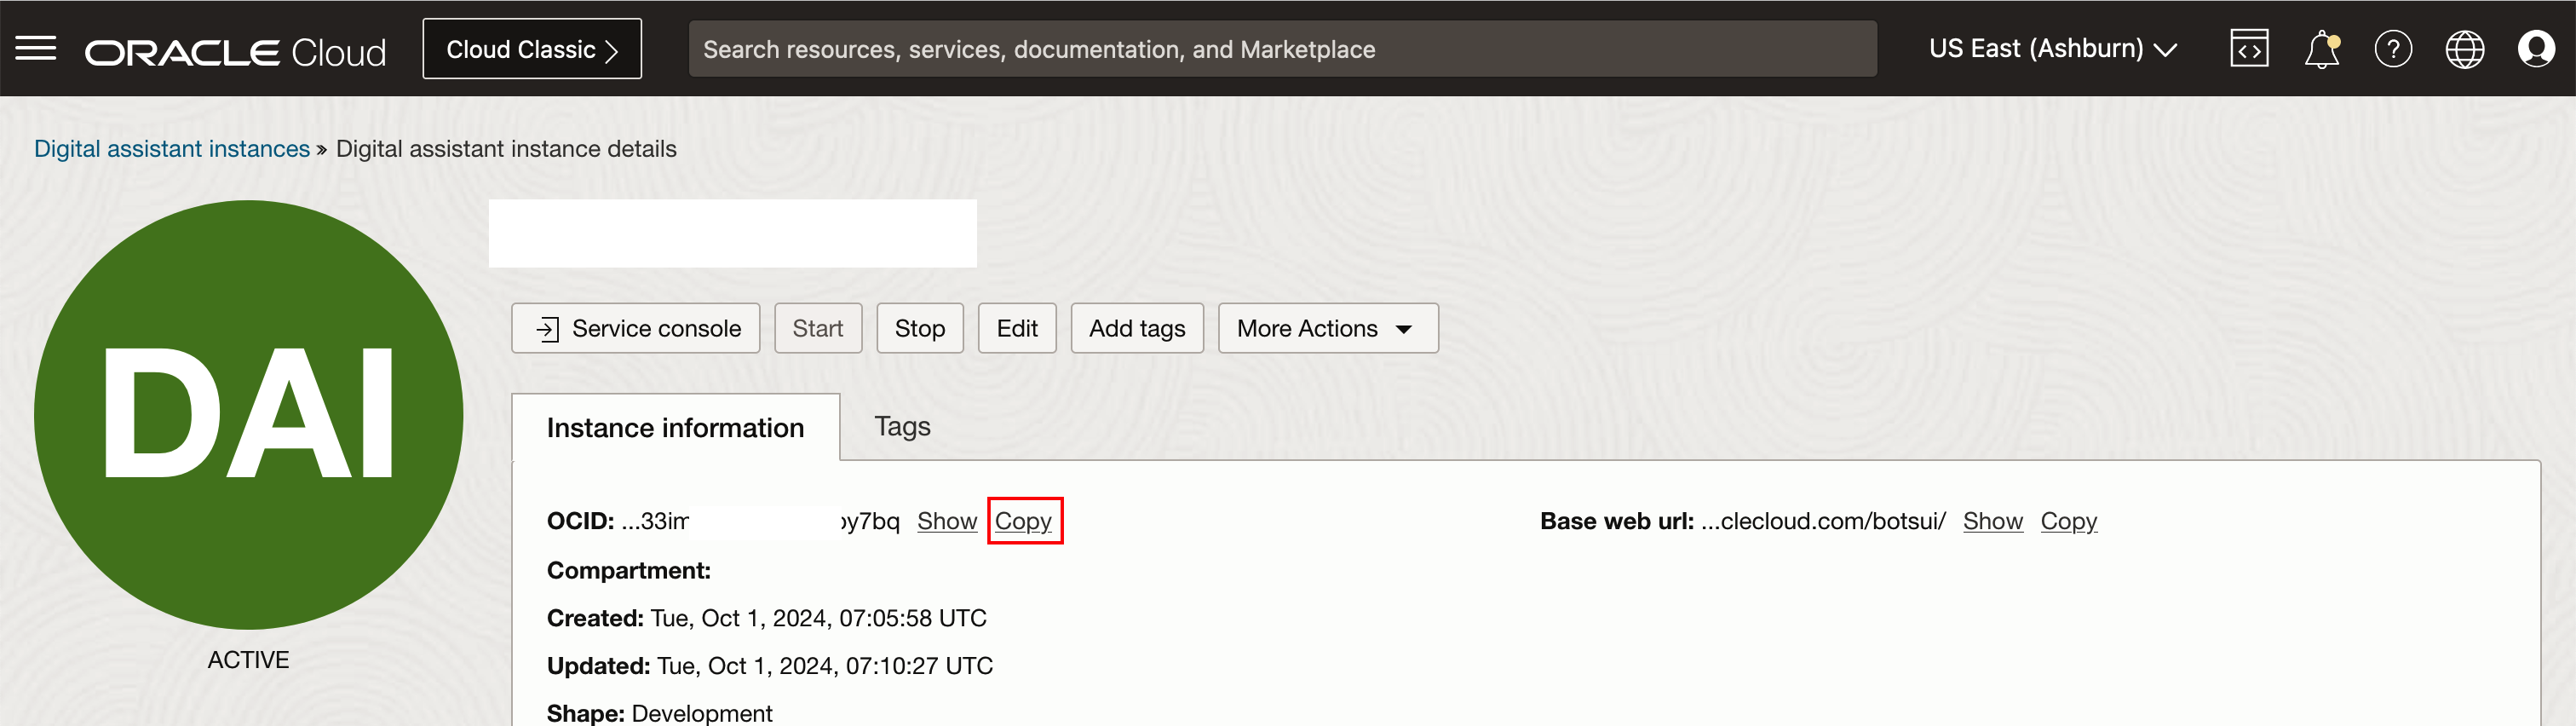 ORACLE Cloud
Cloud Classic
Search resources, services, documentation, and Marketplace
US East (Ashburn)
Digital assistant instances » Digital assistant instance details
DAI
ACTIVE
Service console
Start
Stop
Edit
Add tags
More Actions
Instance information
Tags
OCID: ...33im y7bq Show Copy
Base web url: ...clecloud.com/botsui/ Show Copy
Compartment:
Created: Tue, Oct 1, 2024, 07:05:58 UTC
Updated: Tue, Oct 1, 2024, 07:10:27 UTC
Shape: Development